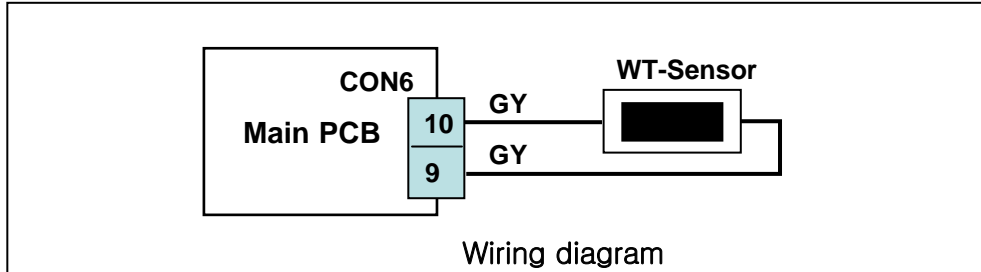 WT-Sensor
CON6
GY
10
Main PCB
GY
9
Wiring diagram